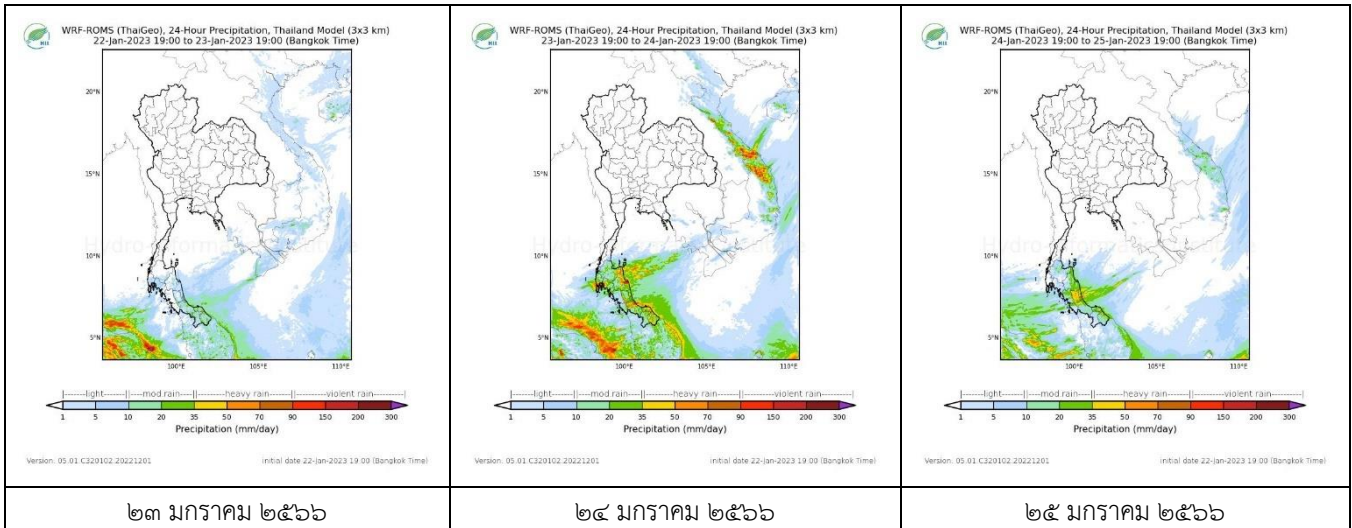 WRF-ROMS (ThaiGeo), 24-Hour Precipitation, Thailand Model (3x3 km)
22-Jan-2023 19:00 to 23-Jan-2023 19:00 (Bangkok Time)
20°N
15°N
10°N
5°N
100°E 105°E 110°E
|------light------||---mod rain---||-------heavy rain-------||-------violent rain-------|
1 5 10 20 35 50 70 90 150 200 300
Precipitation (mm/day)
Version: 05.01.C320102.20221201 initial date 22-Jan-2023 19:00 (Bangkok Time)
๒๓ มกราคม ๒๕๖๖
WRF-ROMS (ThaiGeo), 24-Hour Precipitation, Thailand Model (3x3 km)
23-Jan-2023 19:00 to 24-Jan-2023 19:00 (Bangkok Time)
20°N
15°N
10°N
5°N
100°E 105°E 110°E
|------light------||---mod rain---||-------heavy rain-------||-------violent rain-------|
1 5 10 20 35 50 70 90 150 200 300
Precipitation (mm/day)
Version: 05.01.C320102.20221201 initial date 22-Jan-2023 19:00 (Bangkok Time)
๒๔ มกราคม ๒๕๖๖
WRF-ROMS (ThaiGeo), 24-Hour Precipitation, Thailand Model (3x3 km)
24-Jan-2023 19:00 to 25-Jan-2023 19:00 (Bangkok Time)
20°N
15°N
10°N
5°N
100°E 105°E 110°E
|------light------||---mod rain---||-------heavy rain-------||-------violent rain-------|
1 5 10 20 35 50 70 90 150 200 300
Precipitation (mm/day)
Version: 05.01.C320102.20221201 initial date 22-Jan-2023 19:00 (Bangkok Time)
๒๕ มกราคม ๒๕๖๖